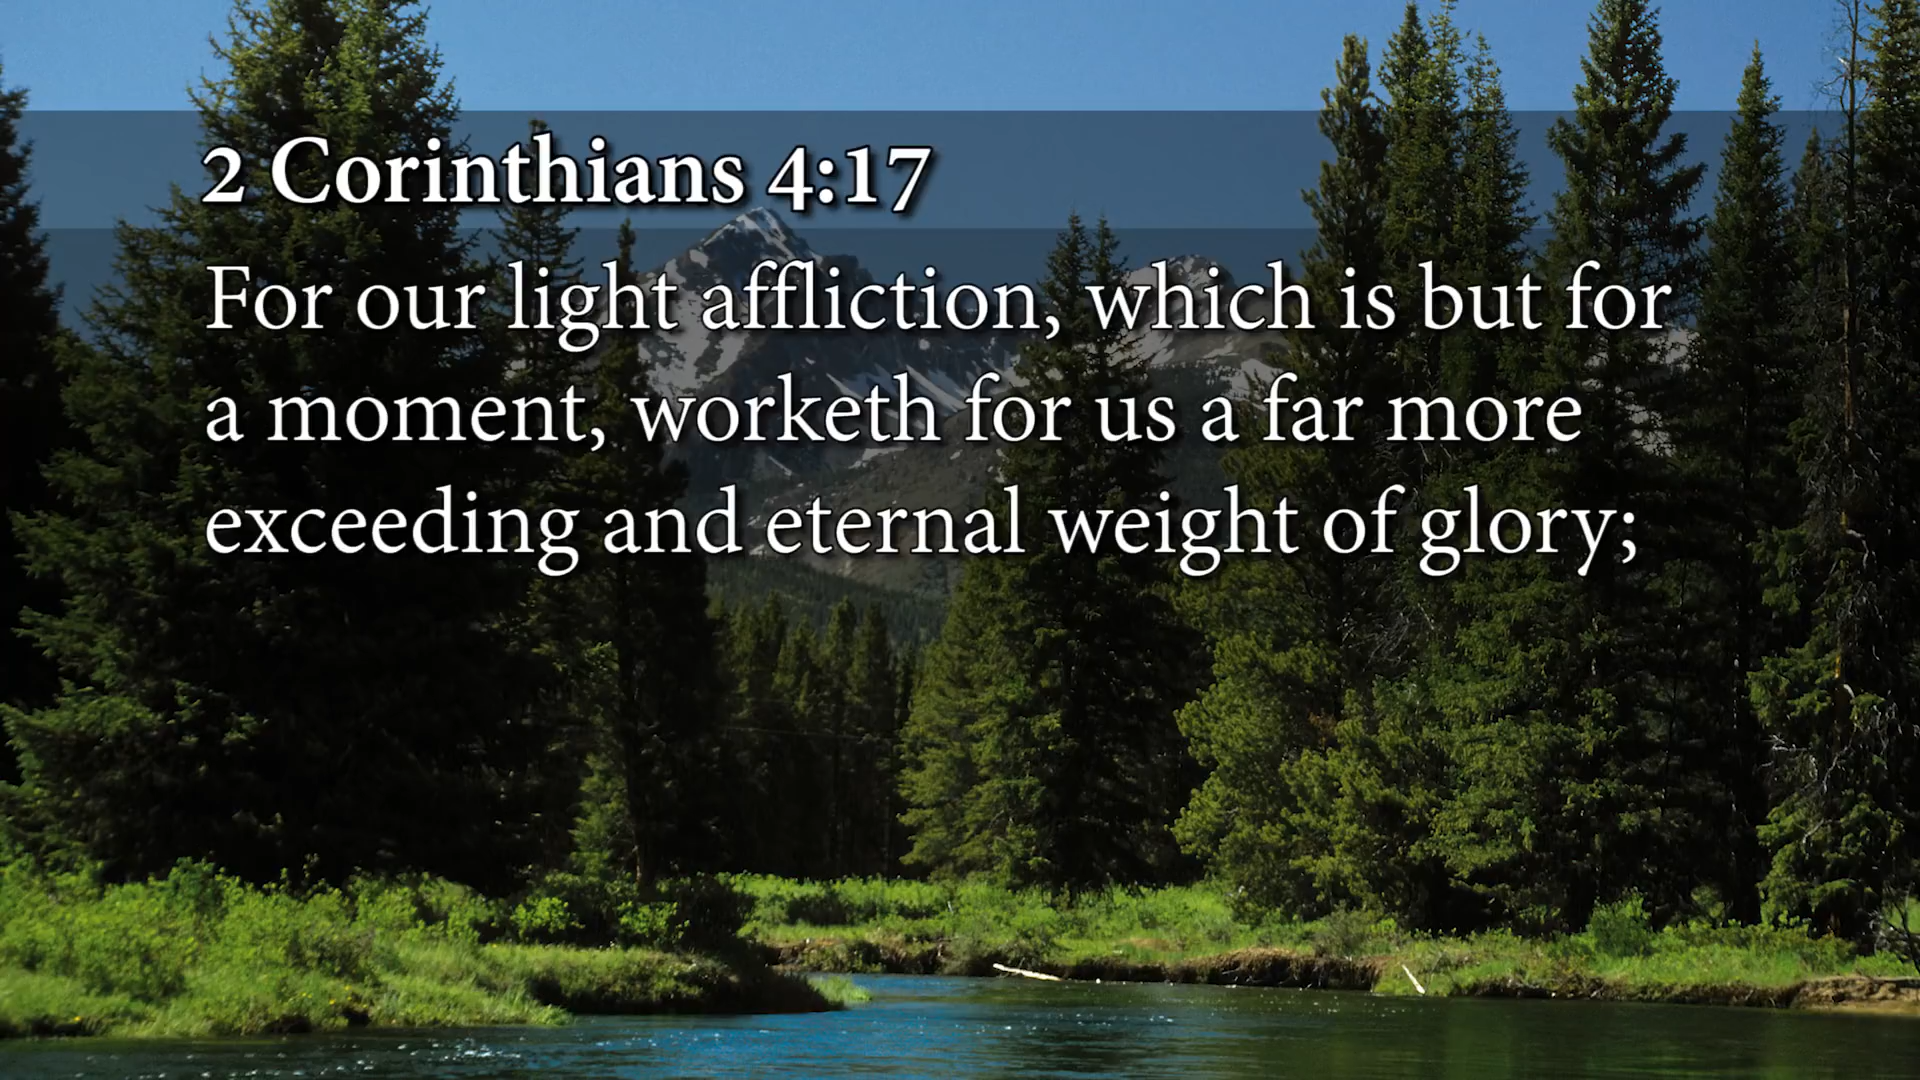 2 Corinthians 4:17
For our light affliction, which is but for
a moment, worketh for us a far more
exceeding and eternal weight of glory;